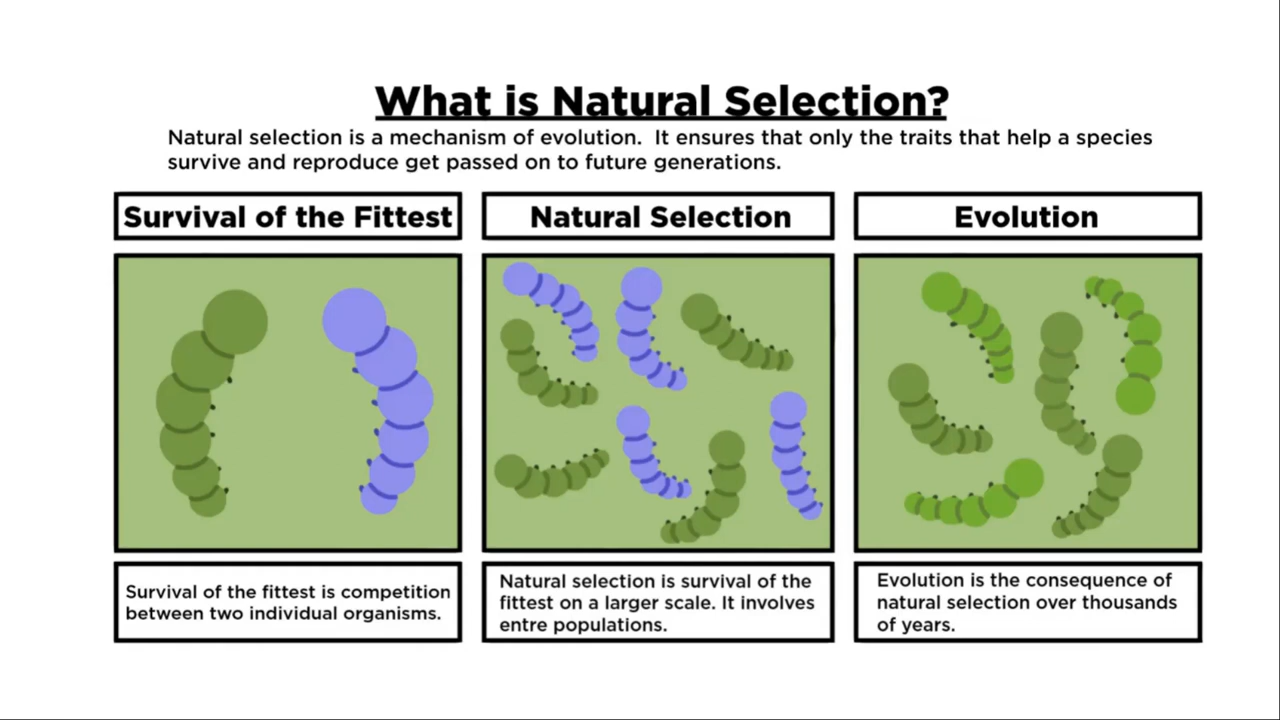 What is Natural Selection?
Natural selection is a mechanism of evolution. It ensures that only the traits that help a species
survive and reproduce get passed on to future generations.
Survival of the Fittest
Natural Selection
Evolution
Survival of the fittest is competition
between two individual organisms.
Natural selection is survival of the
fittest on a larger scale. It involves
entre populations.
Evolution is the consequence of
natural selection over thousands
of years.